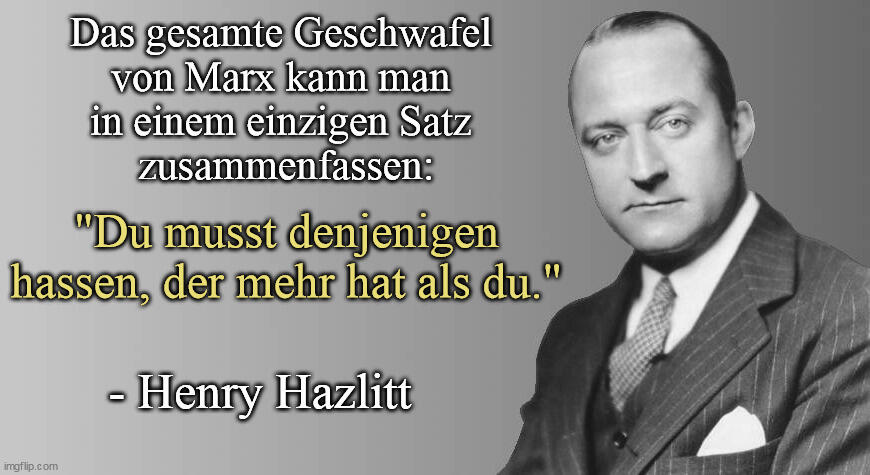 Das gesamte Geschwafel
von Marx kann man
in einem einzigen Satz
zusammenfassen:
"Du musst denjenigen
hassen, der mehr hat als du."
- Henry Hazlitt
imgflip.com